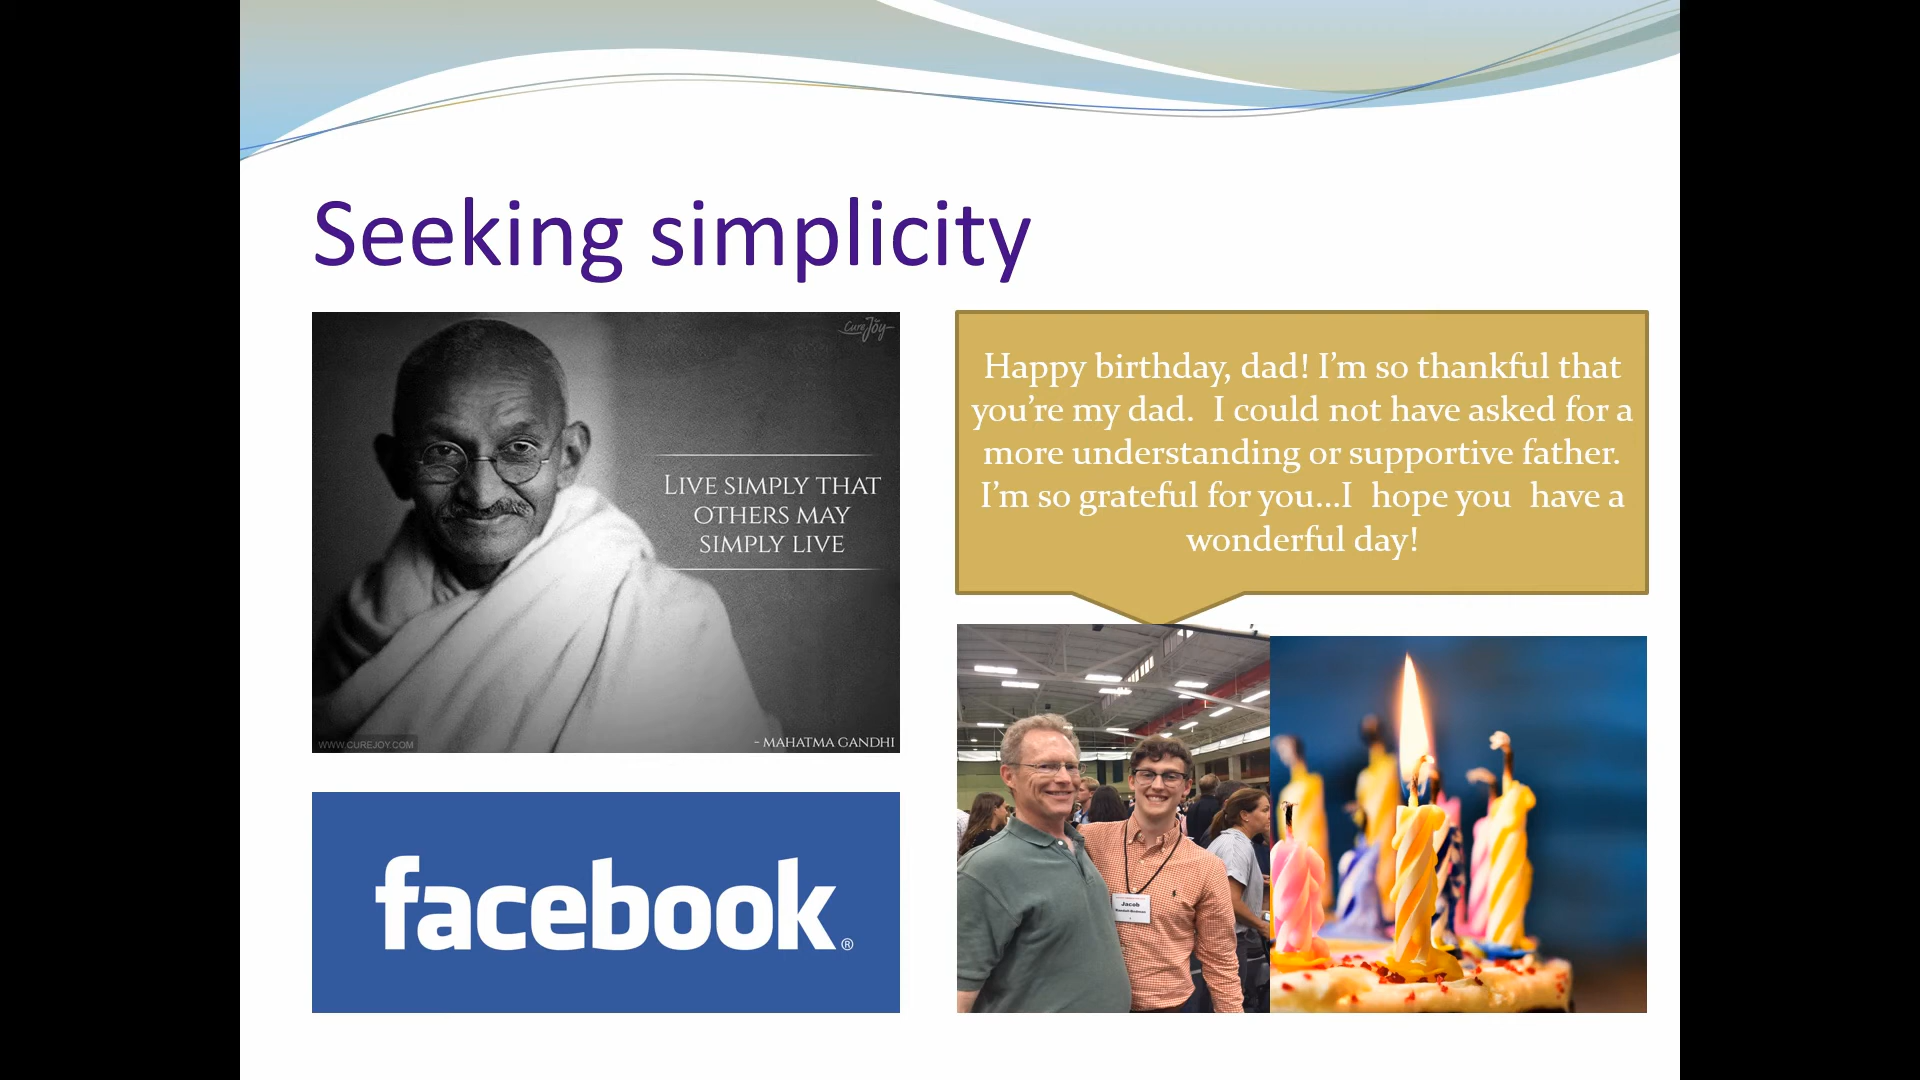 Seeking simplicity
CureJoy
LIVE SIMPLY THAT
OTHERS MAY
SIMPLY LIVE
WWW.CUREJOY.COM
- MAHATMA GANDHI
facebook®
Happy birthday, dad! I’m so thankful that
you’re my dad.  I could not have asked for a
more understanding or supportive father.
I’m so grateful for you...I  hope you  have a
wonderful day!
Jacob